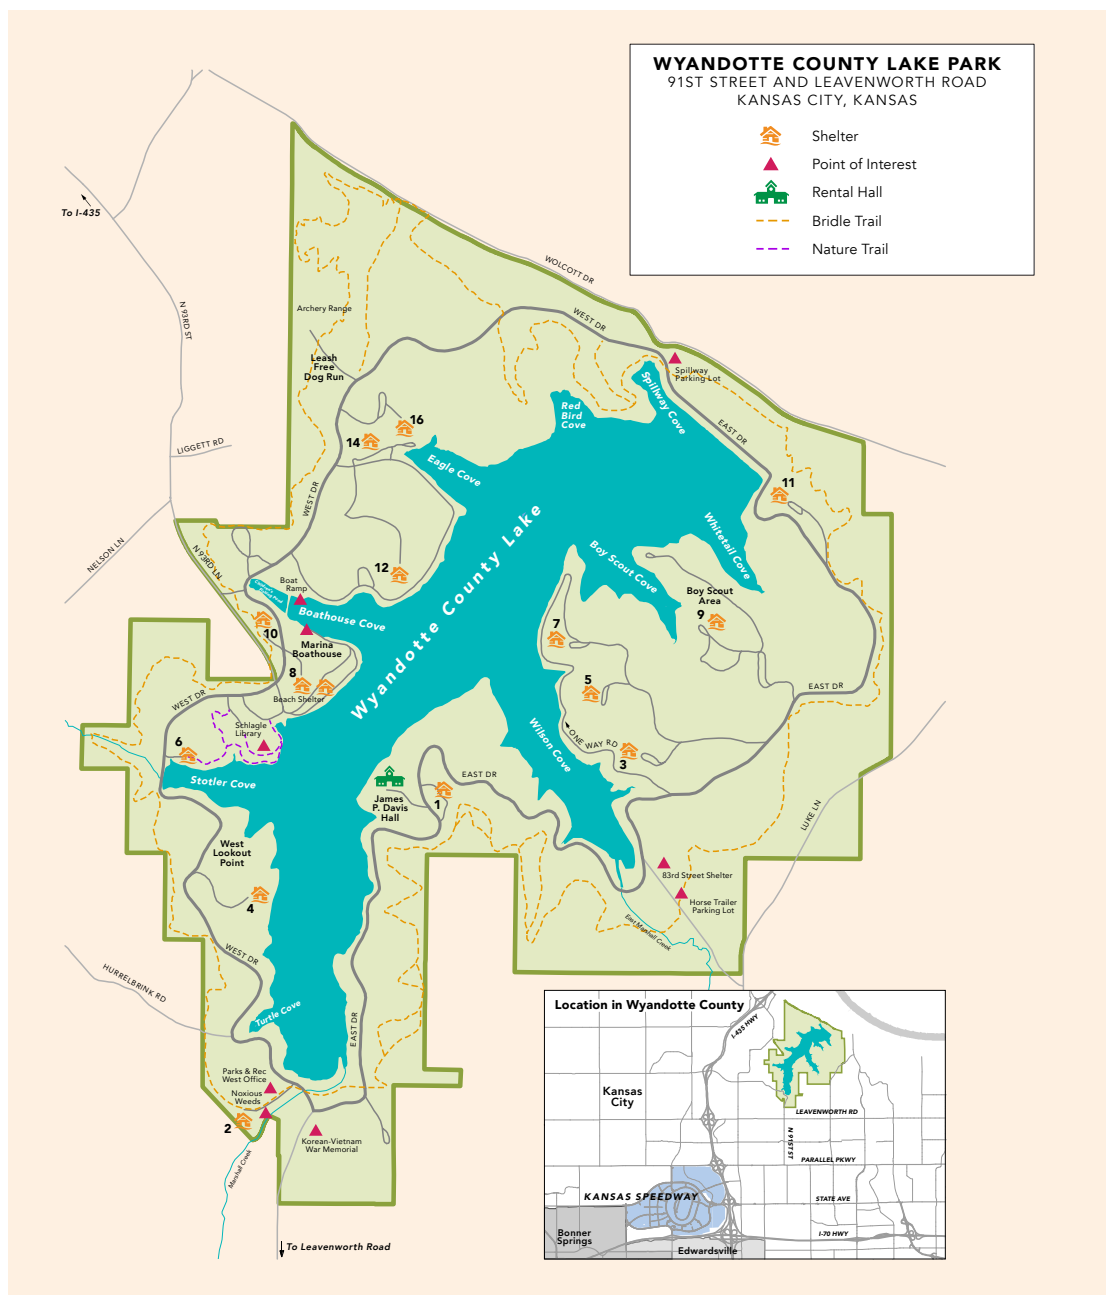 WYANDOTTE COUNTY LAKE PARK
91ST STREET AND LEAVENWORTH ROAD
KANSAS CITY, KANSAS
Shelter
Point of Interest
Rental Hall
Bridle Trail
Nature Trail
To I-435
N 93RD ST
WOLCOTT DR
Archery Range
WEST DR
Leash
Free
Dog Run
Spillway
Parking Lot
Spillway Cove
Red
Bird
Cove
16
14
EAST DR
LIGGETT RD
Eagle Cove
11
WEST DR
Whitetail Cove
NELSON LN
N 93RD LN
Boy Scout Cove
12
Boat
Ramp
Boy Scout
Area
9
Boathouse Cove
Wyandotte County Lake
10
7
Marina
Boathouse
8
Beach Shelter
5
EAST DR
WEST DR
Schlagle
Library
6
ONE WAY RD
Wilson Cove
3
Stotler Cove
EAST DR
James
P. Davis
Hall
1
LUKE LN
West
Lookout
Point
83rd Street Shelter
4
Horse Trailer
Parking Lot
East Marshall Creek
WEST DR
HURRELBRINK RD
Turtle Cove
EAST DR
Parks & Rec
West Office
Noxious
Weeds
2
Korean-Vietnam
War Memorial
Marshall Creek
To Leavenworth Road
Location in Wyandotte County
I-435 HWY
Kansas
City
LEAVENWORTH RD
N 91ST ST
PARALLEL PKWY
KANSAS SPEEDWAY
STATE AVE
Bonner
Springs
I-70 HWY
Edwardsville